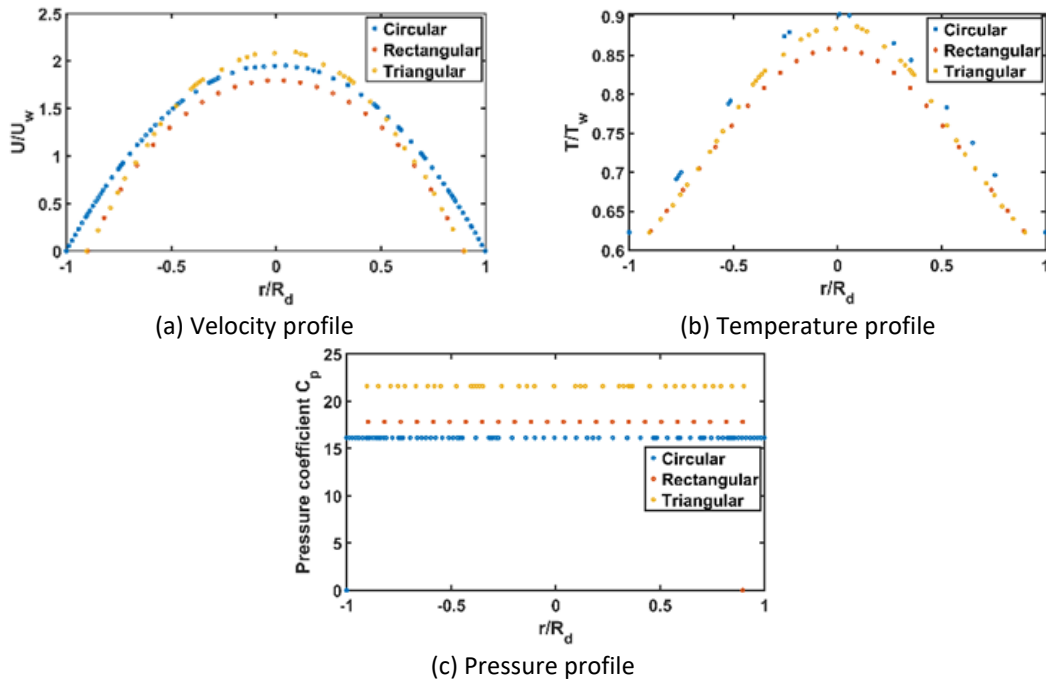 2.5
2
1.5
1
0.5
0
-1
-0.5
0
0.5
1
U/U_w
r/R_d
Circular
Rectangular
Triangular
(a) Velocity profile
0.9
0.85
0.8
0.75
0.7
0.65
0.6
-1
-0.5
0
0.5
1
T/T_w
r/R_d
Circular
Rectangular
Triangular
(b) Temperature profile
25
20
15
10
5
0
-1
-0.5
0
0.5
1
Pressure coefficient C_p
r/R_d
Circular
Rectangular
Triangular
(c) Pressure profile